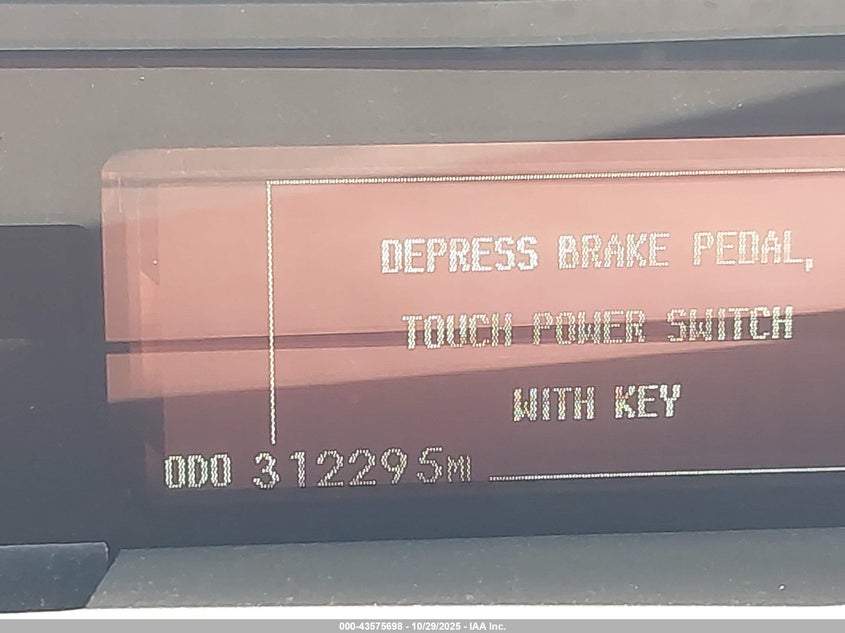 DEPRESS BRAKE PEDAL,
TOUCH POWER SWITCH
WITH KEY
ODO 312295MI
000-43575698 - 10/29/2025 - IAA Inc.